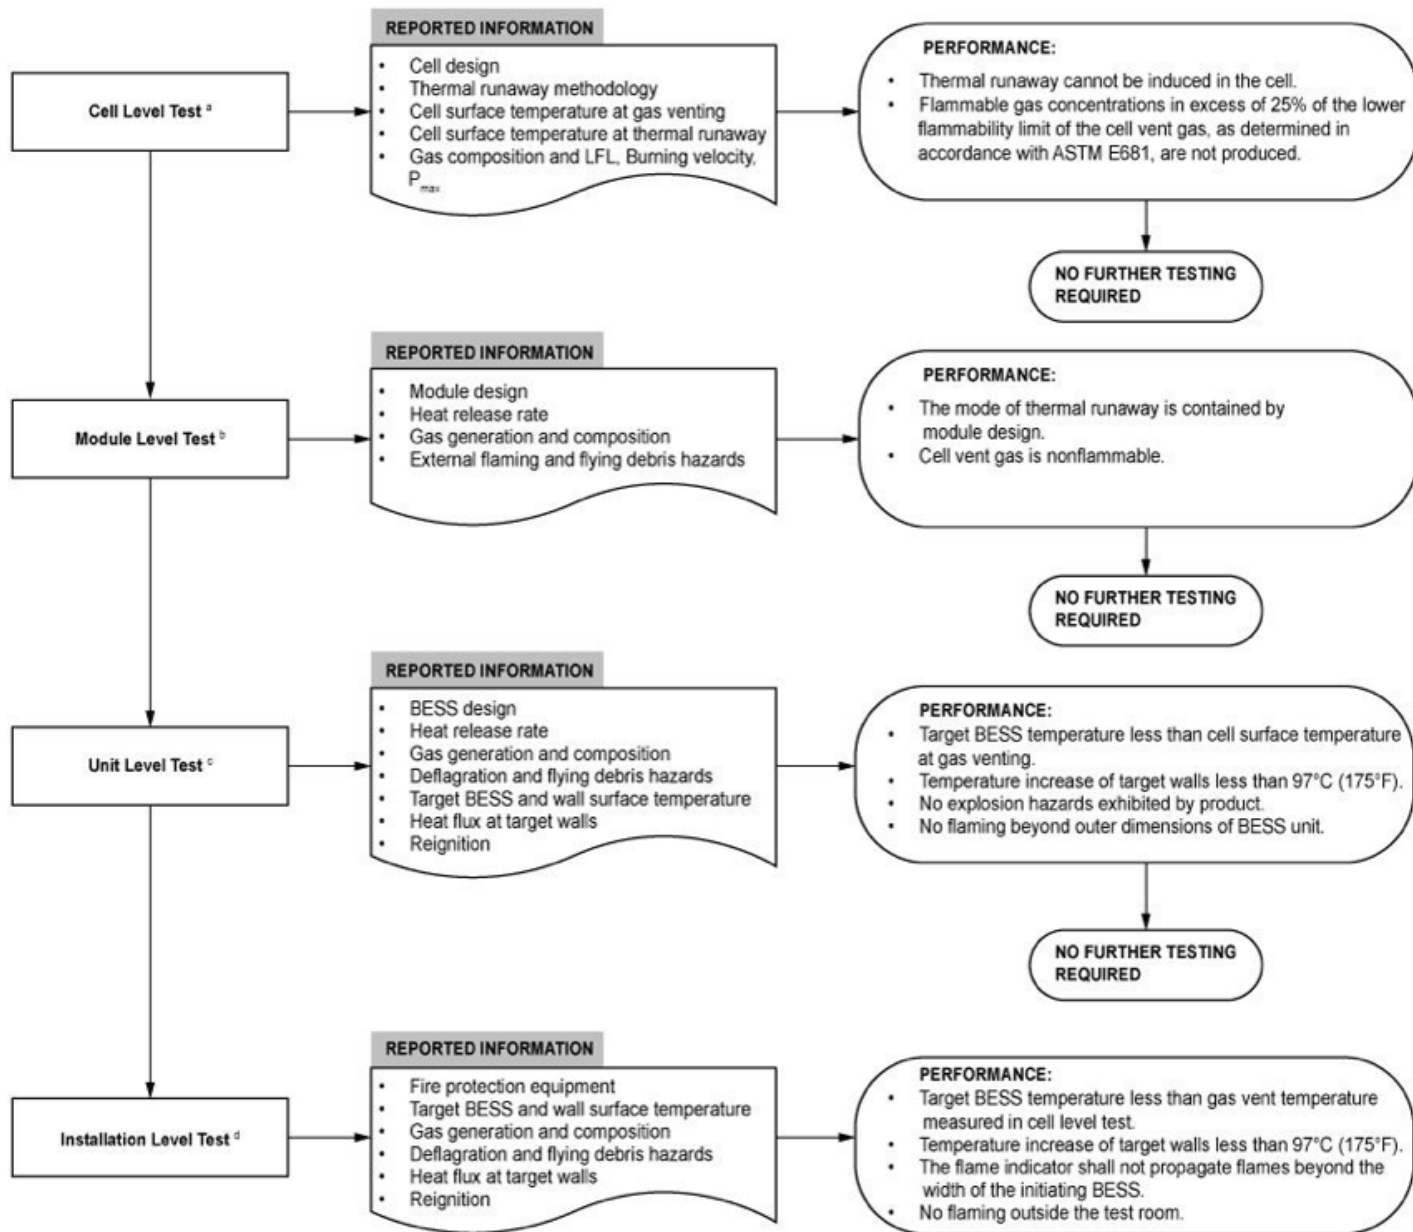 Cell Level Test a
REPORTED INFORMATION
• Cell design
• Thermal runaway methodology
• Cell surface temperature at gas venting
• Cell surface temperature at thermal runaway
• Gas composition and LFL, Burning velocity,
Pmax
PERFORMANCE:
• Thermal runaway cannot be induced in the cell.
• Flammable gas concentrations in excess of 25% of the lower
flammability limit of the cell vent gas, as determined in
accordance with ASTM E681, are not produced.
NO FURTHER TESTING
REQUIRED
Module Level Test b
REPORTED INFORMATION
• Module design
• Heat release rate
• Gas generation and composition
• External flaming and flying debris hazards
PERFORMANCE:
• The mode of thermal runaway is contained by
module design.
• Cell vent gas is nonflammable.
NO FURTHER TESTING
REQUIRED
Unit Level Test c
REPORTED INFORMATION
• BESS design
• Heat release rate
• Gas generation and composition
• Deflagration and flying debris hazards
• Target BESS and wall surface temperature
• Heat flux at target walls
• Reignition
PERFORMANCE:
• Target BESS temperature less than cell surface temperature
at gas venting.
• Temperature increase of target walls less than 97°C (175°F).
• No explosion hazards exhibited by product.
• No flaming beyond outer dimensions of BESS unit.
NO FURTHER TESTING
REQUIRED
Installation Level Test d
REPORTED INFORMATION
• Fire protection equipment
• Target BESS and wall surface temperature
• Gas generation and composition
• Deflagration and flying debris hazards
• Heat flux at target walls
• Reignition
PERFORMANCE:
• Target BESS temperature less than gas vent temperature
measured in cell level test.
• Temperature increase of target walls less than 97°C (175°F).
• The flame indicator shall not propagate flames beyond the
width of the initiating BESS.
• No flaming outside the test room.